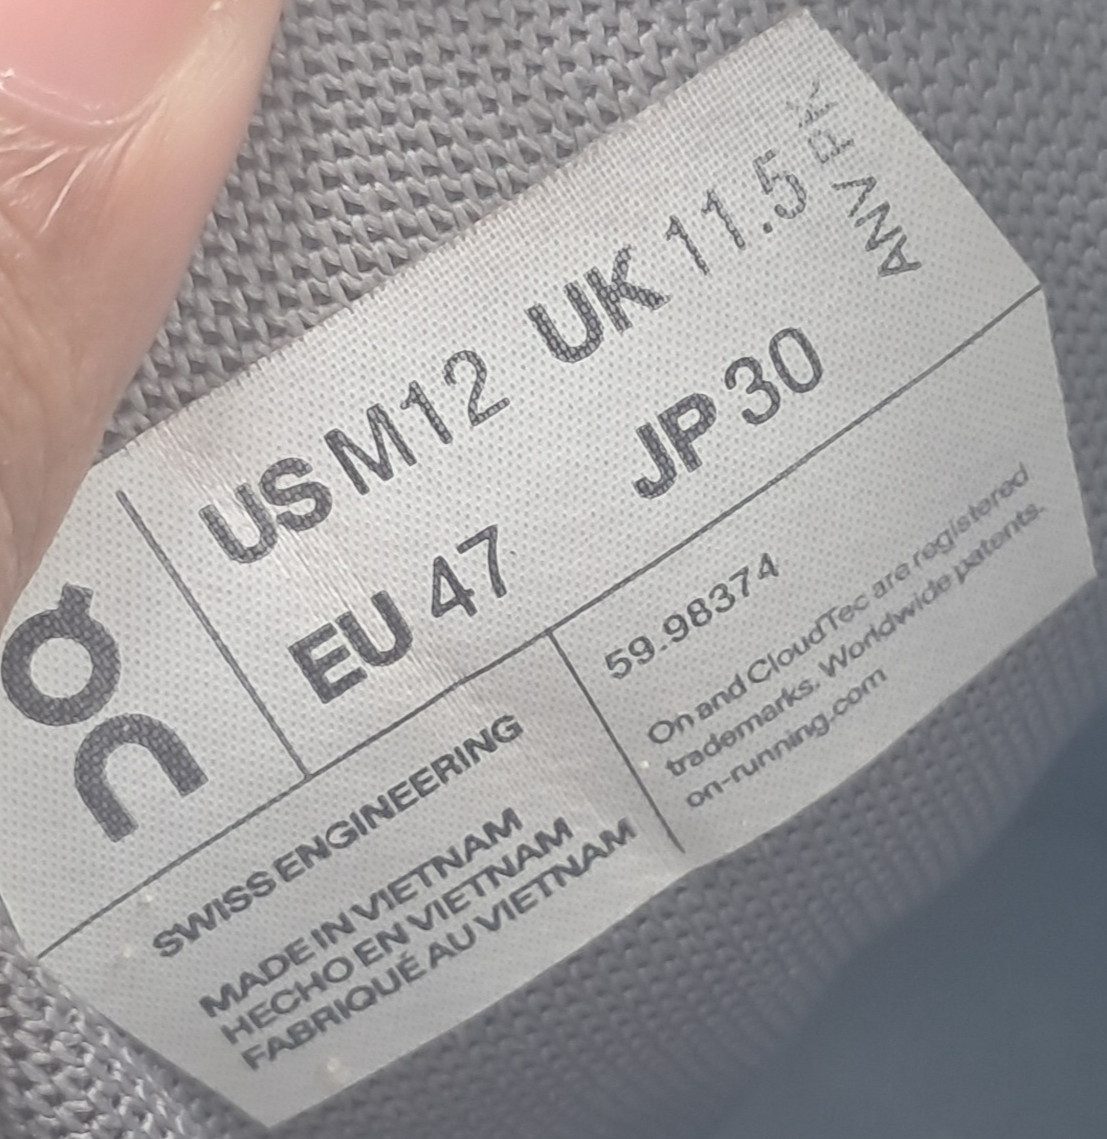 On
US M12 UK 11.5
EU 47 JP 30
ANV
SWISS ENGINEERING
MADE IN VIETNAM
HECHO EN VIETNAM
FABRIQUÉ AU VIETNAM
59.98374
On and CloudTec are registered
trademarks. Worldwide patents.
on-running.com